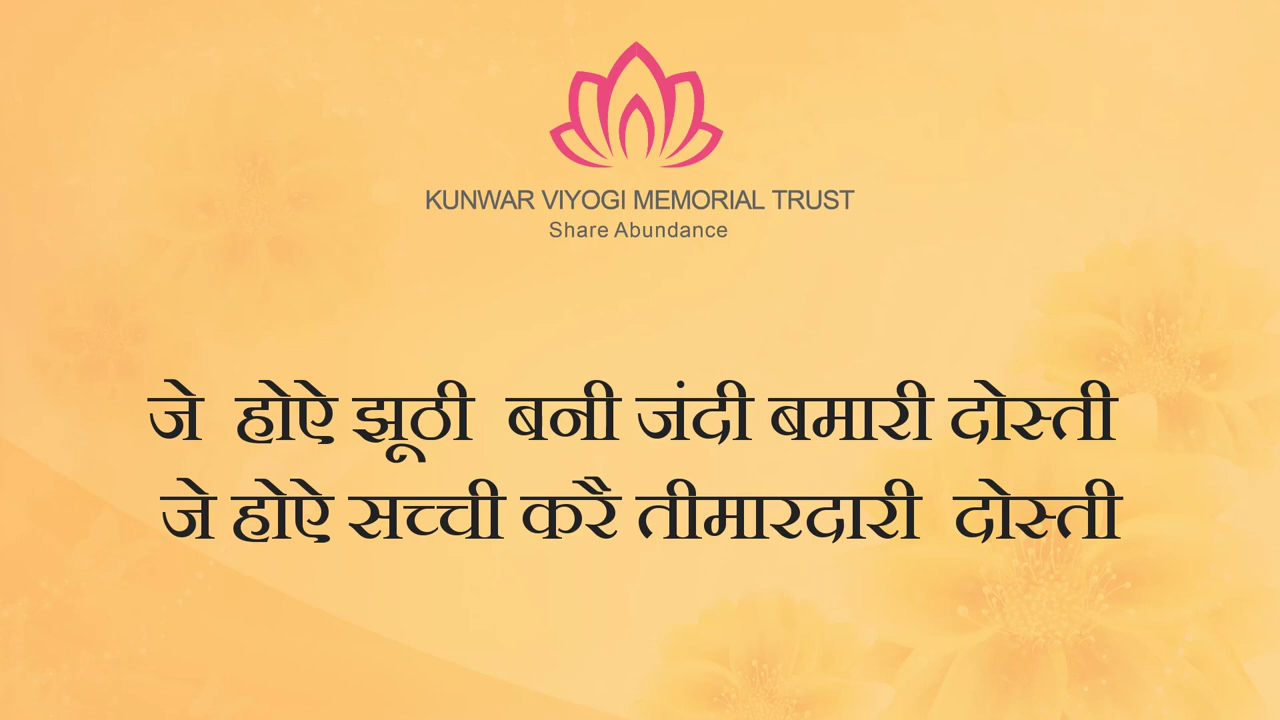 KUNWAR VIYOGI MEMORIAL TRUST
Share Abundance
जे होऐ झूठी बनी जंदी बमारी दोस्ती
जे होऐ सच्ची करै तीमारदारी दोस्ती